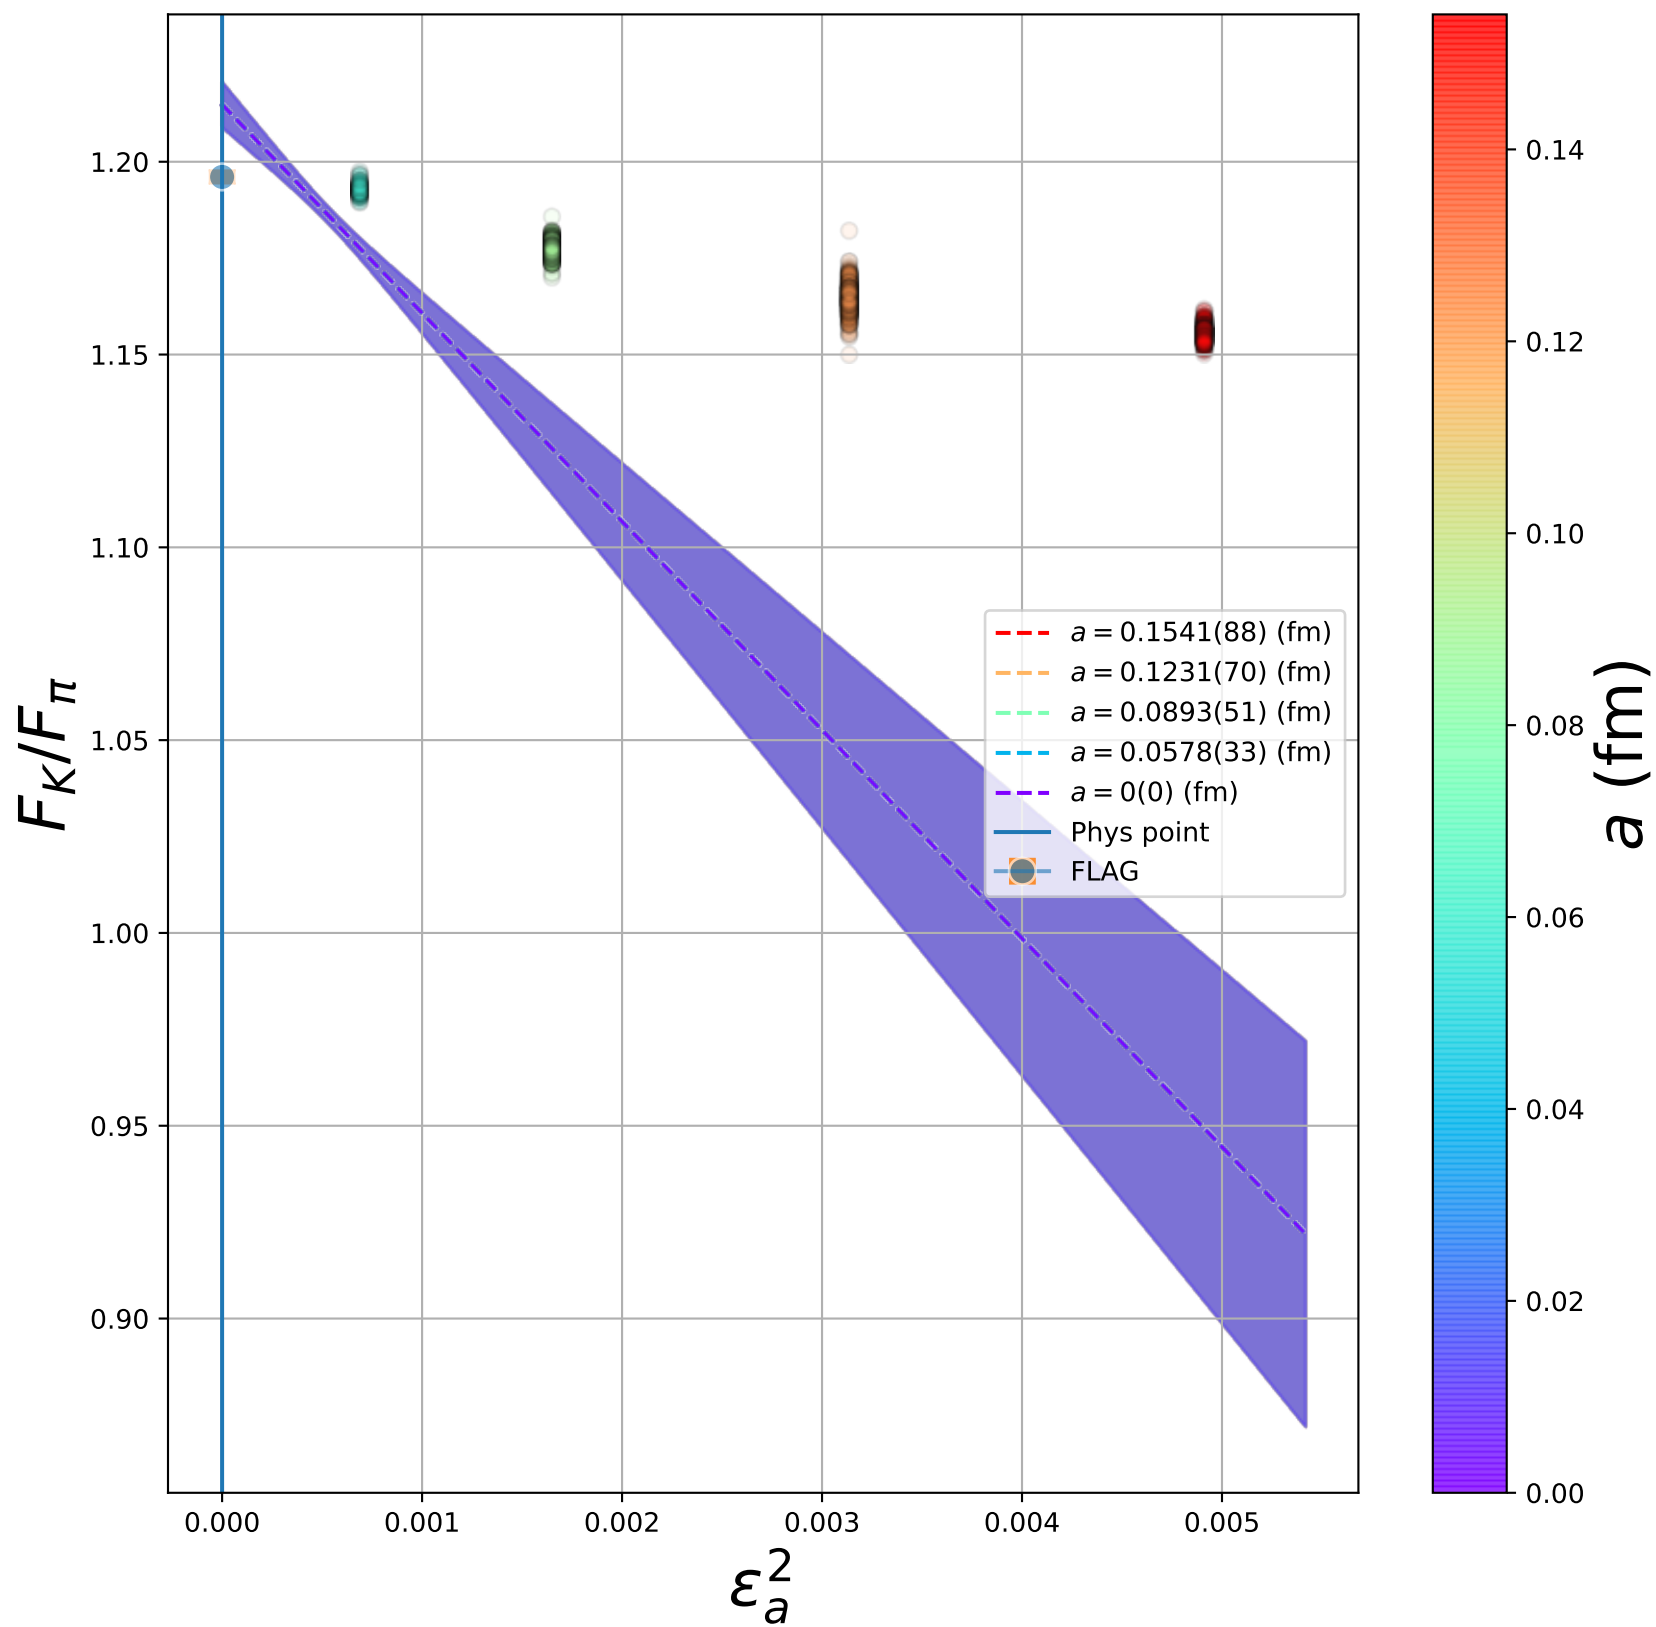 F_K/F_π
1.20
1.15
1.10
1.05
1.00
0.95
0.90
0.000 0.001 0.002 0.003 0.004 0.005
ε_a^2
a = 0.1541(88) (fm)
a = 0.1231(70) (fm)
a = 0.0893(51) (fm)
a = 0.0578(33) (fm)
a = 0(0) (fm)
Phys point
FLAG
0.14
0.12
0.10
0.08
0.06
0.04
0.02
0.00
a (fm)